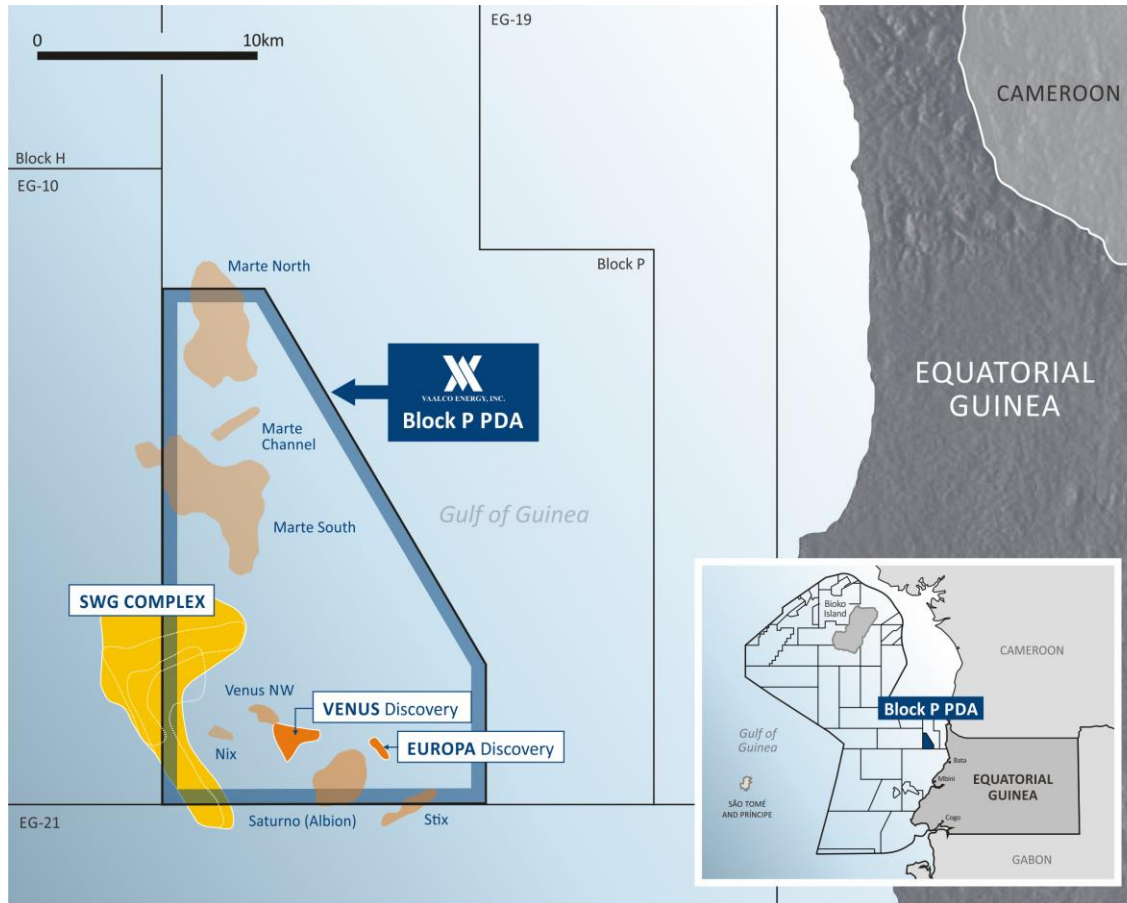 0 10km
EG-19
CAMEROON
Block H
EG-10
Marte North
Block P
VAALCO ENERGY, INC.
Block P PDA
EQUATORIAL
GUINEA
Marte
Channel
Gulf of Guinea
Marte South
SWG COMPLEX
Venus NW
VENUS Discovery
EUROPA Discovery
Nix
EG-21
Saturno (Albion)
Stix
Bioko
Island
CAMEROON
Block P PDA
Gulf of
Guinea
Bata
Mbini
SÃO TOMÉ
AND PRÍNCIPE
EQUATORIAL
GUINEA
Cogo
GABON